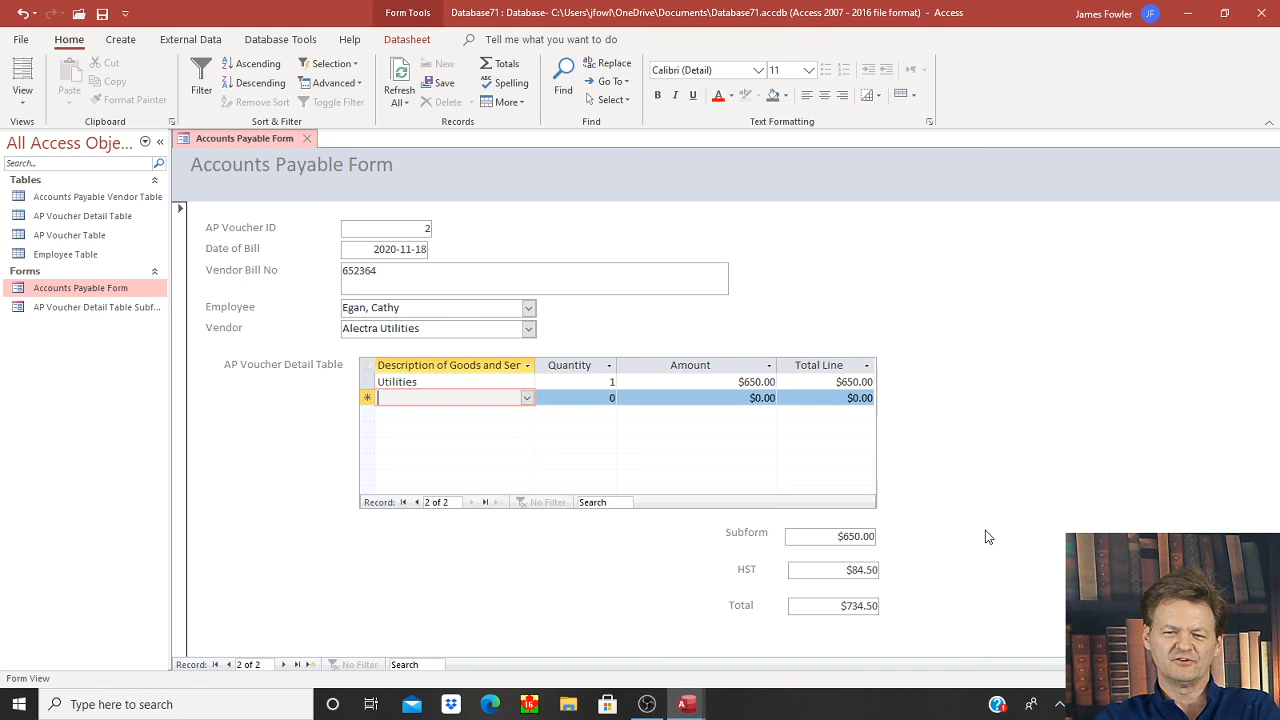 Form Tools
Database71 : Database- C:\Users\jfowl\OneDrive\Documents\Database71.accdb (Access 2007 - 2016 file format) - Access
James Fowler JF
File Home Create External Data Database Tools Help Datasheet Tell me what you want to do
View
Views
Paste
Cut
Copy
Format Painter
Clipboard
Filter
Ascending
Descending
Remove Sort
Selection
Advanced
Toggle Filter
Sort & Filter
Refresh All
New
Save
Delete
Totals
Spelling
More
Records
Find
Replace
Go To
Select
Find
Calibri (Detail) 11
B I U A
Text Formatting
All Access Obje...
Search...
Tables
Accounts Payable Vendor Table
AP Voucher Detail Table
AP Voucher Table
Employee Table
Forms
Accounts Payable Form
AP Voucher Detail Table Subf...
Accounts Payable Form
Accounts Payable Form
AP Voucher ID 2
Date of Bill 2020-11-18
Vendor Bill No 652364
Employee Egan, Cathy
Vendor Alectra Utilities
AP Voucher Detail Table
Description of Goods and Ser Quantity Amount Total Line
Utilities 1 $650.00 $650.00
0 $0.00 $0.00
Record: 2 of 2 No Filter Search
Subform $650.00
HST $84.50
Total $734.50
Record: 2 of 2 No Filter Search
Form View
Type here to search